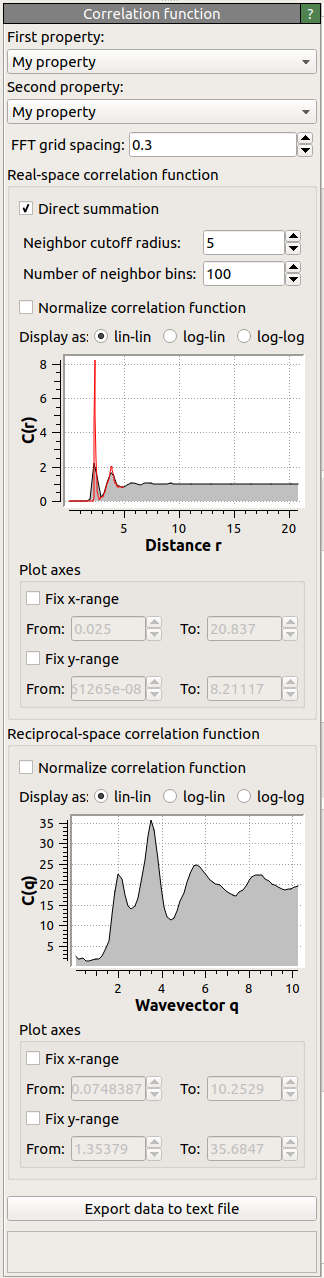 Correlation function ?
First property:
My property
Second property:
My property
FFT grid spacing: 0.3
Real-space correlation function
Direct summation
Neighbor cutoff radius: 5
Number of neighbor bins: 100
Normalize correlation function
Display as: lin-lin log-lin log-log
8
6
4
2
0
C(r)
5 10 15 20
Distance r
Plot axes
Fix x-range
From: 0.025 To: 20.837
Fix y-range
From: 61265e-08 To: 8.21117
Reciprocal-space correlation function
Normalize correlation function
Display as: lin-lin log-lin log-log
35
30
25
20
15
10
5
C(q)
2 4 6 8 10
Wavevector q
Plot axes
Fix x-range
From: 0.0748387 To: 10.2529
Fix y-range
From: 1.35379 To: 35.6847
Export data to text file